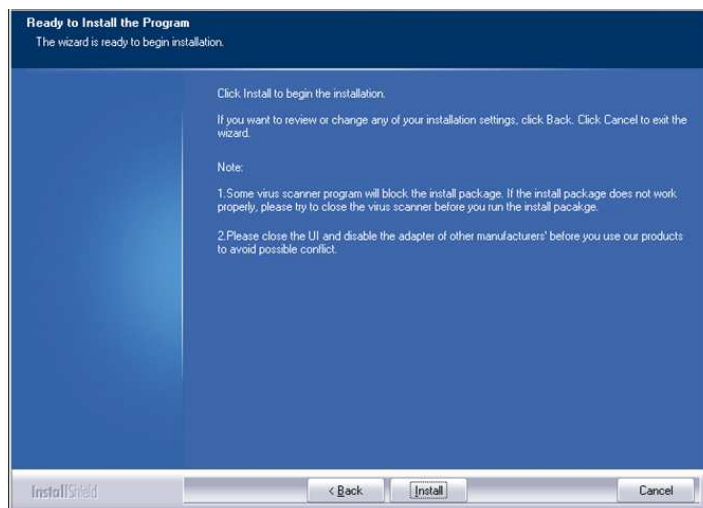 Ready to Install the Program
The wizard is ready to begin installation.
Click Install to begin the installation.
If you want to review or change any of your installation settings, click Back. Click Cancel to exit the
wizard.
Note:
1.Some virus scanner program will block the install package. If the install package does not work
properly, please try to close the virus scanner before you run the install pacakge.
2.Please close the UI and disable the adapter of other manufacturers' before you use our products
to avoid possible conflict.
InstallShield
< Back
Install
Cancel